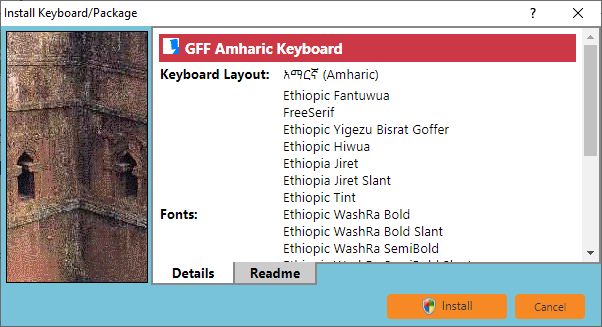 Install Keyboard/Package
GFF Amharic Keyboard
Keyboard Layout: አማርኛ (Amharic)
Ethiopic Fantuwua
FreeSerif
Ethiopic Yigezu Bisrat Goffer
Ethiopic Hiwua
Ethiopia Jiret
Ethiopia Jiret Slant
Ethiopic Tint
Fonts: Ethiopic WashRa Bold
Ethiopic WashRa Bold Slant
Ethiopic WashRa SemiBold
Details Readme
Install Cancel